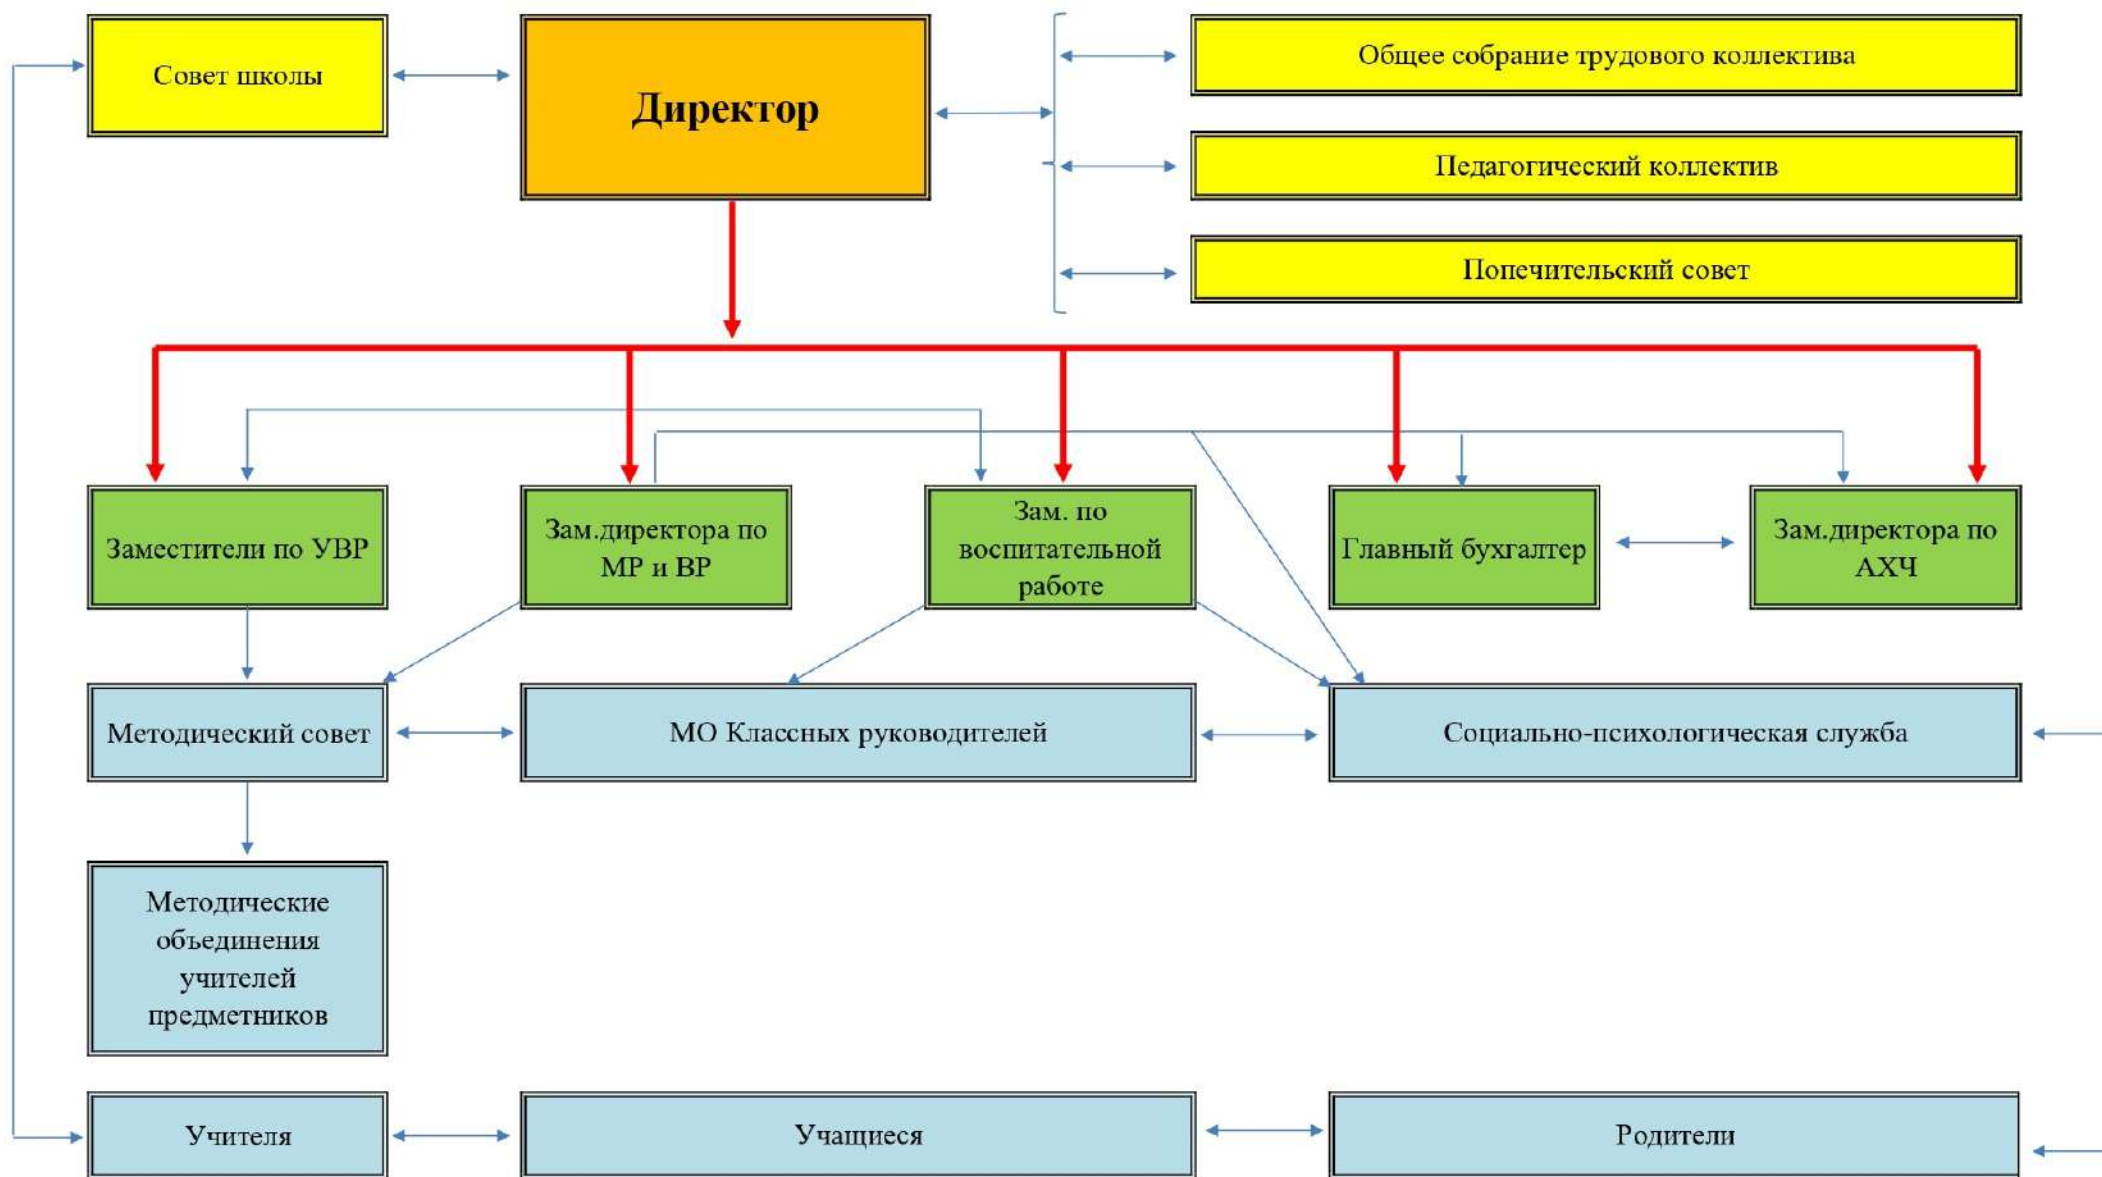 Совет школы
Директор
Общее собрание трудового коллектива
Педагогический коллектив
Попечительский совет
Заместители по УВР
Зам.директора по
МР и ВР
Зам. по
воспитательной
работе
Главный бухгалтер
Зам.директора по
АХЧ
Методический совет
МО Классных руководителей
Социально-психологическая служба
Методические
объединения
учителей
предметников
Учителя
Учащиеся
Родители